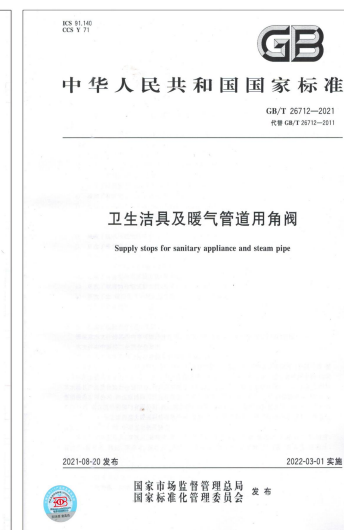 ICS 91.140
CCS Y 71
GB
中华人民共和国国家标准
GB/T 26712—2021
代替 GB/T 26712—2011
卫生洁具及暖气管道用角阀
Supply stops for sanitary appliance and steam pipe
2021-08-20 发布
2022-03-01 实施
国家市场监督管理总局
国家标准化管理委员会
发布